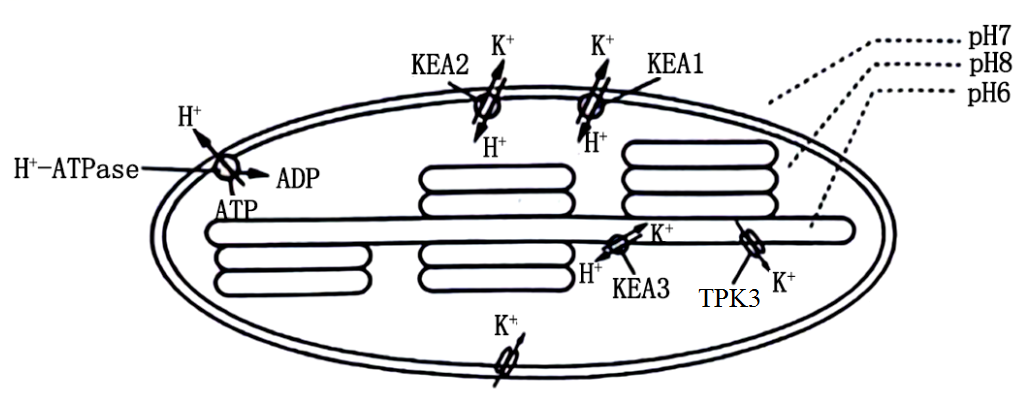 pH7
K⁺
K⁺
KEA2
KEA1
pH8
pH6
H⁺
H⁺
H⁺
H⁺-ATPase
ADP
ATP
K⁺
H⁺
KEA3
TPK3
K⁺
K⁺